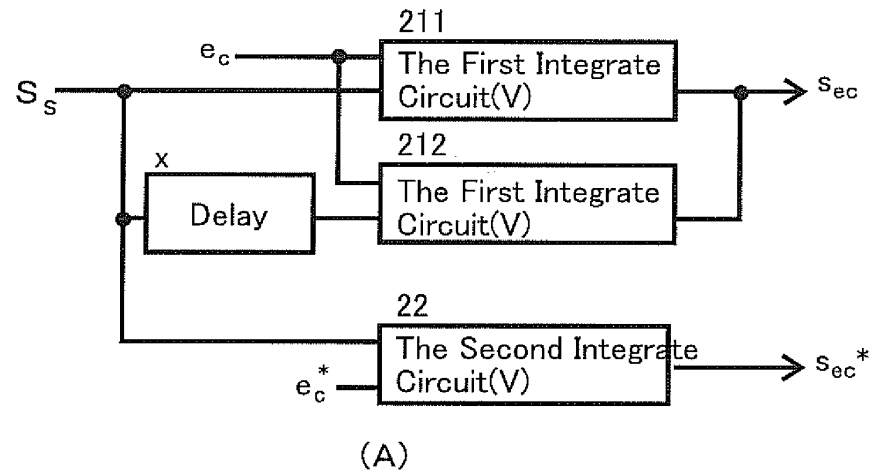 211
e_c
The First Integrate
Circuit(V)
S_s
s_ec
212
x
The First Integrate
Circuit(V)
Delay
22
The Second Integrate
Circuit(V)
e_c*
s_ec*
(A)